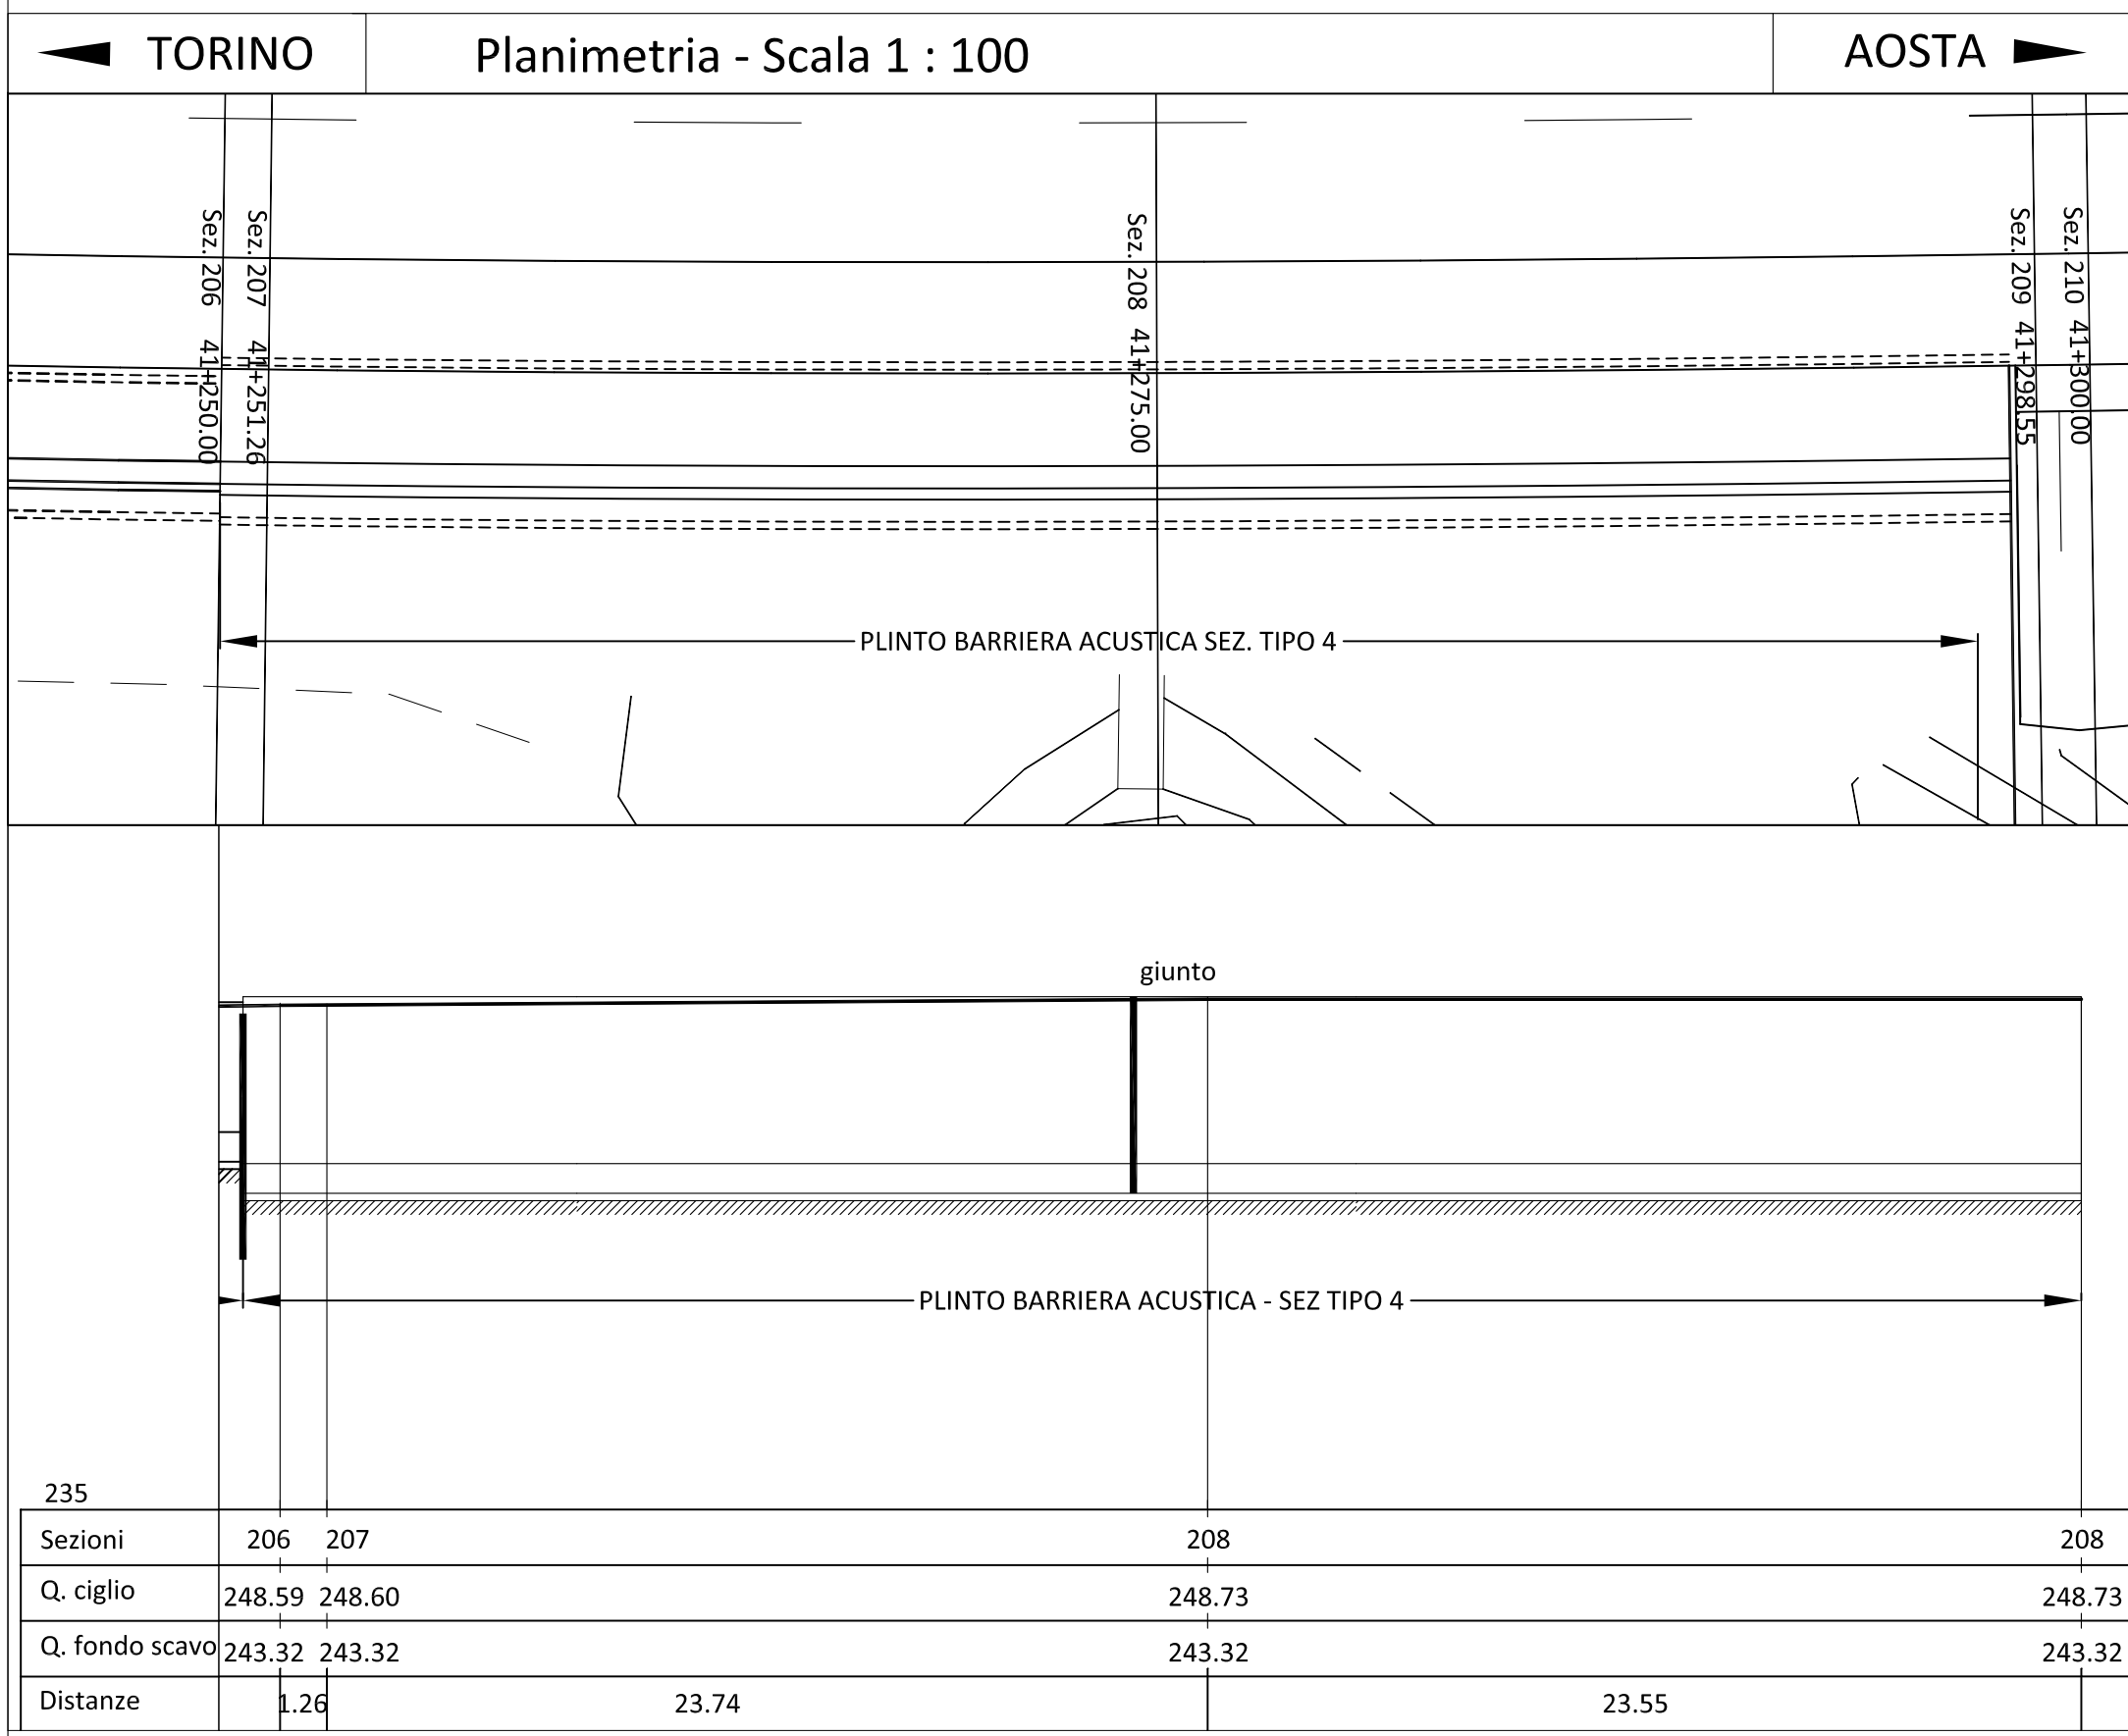 TORINO
Planimetria - Scala 1 : 100
AOSTA
Sez. 206 41+250.00
Sez. 207 41+251.26
Sez. 208 41+275.00
Sez. 209 41+298.55
Sez. 210 41+300.00
PLINTO BARRIERA ACUSTICA SEZ. TIPO 4
giunto
PLINTO BARRIERA ACUSTICA - SEZ TIPO 4
235
Sezioni 206 207 208 208
Q. ciglio 248.59 248.60 248.73 248.73
Q. fondo scavo 243.32 243.32 243.32 243.32
Distanze 1.26 23.74 23.55